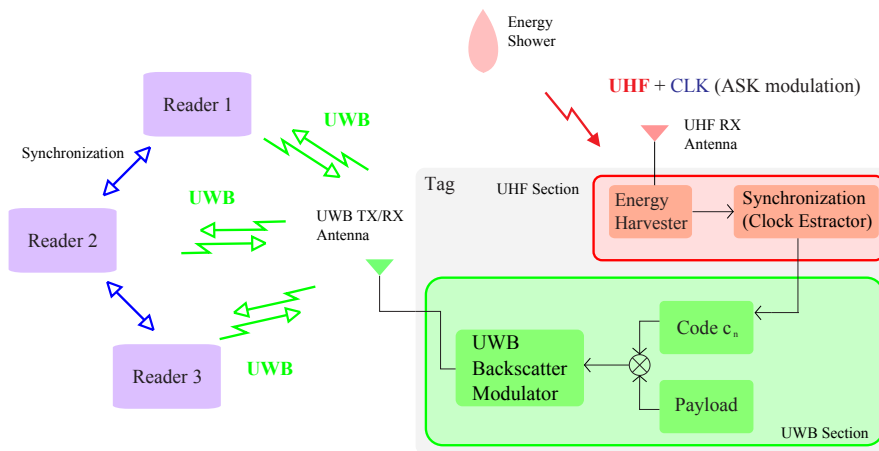 Energy
Shower
Reader 1
UWB
UHF + CLK (ASK modulation)
UHF RX
Antenna
Synchronization
Tag
UHF Section
UWB
Energy
Harvester
Synchronization
(Clock Estractor)
Reader 2
UWB TX/RX
Antenna
Code cn
UWB
Backscatter
Modulator
Reader 3
UWB
Payload
UWB Section